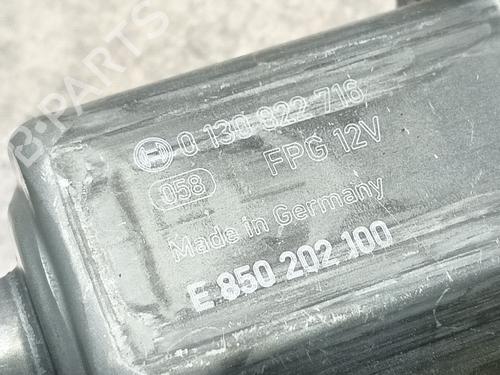 0 130 822 716
058 FPG 12V
Made in Germany
E 850 202 100
B-PARTS